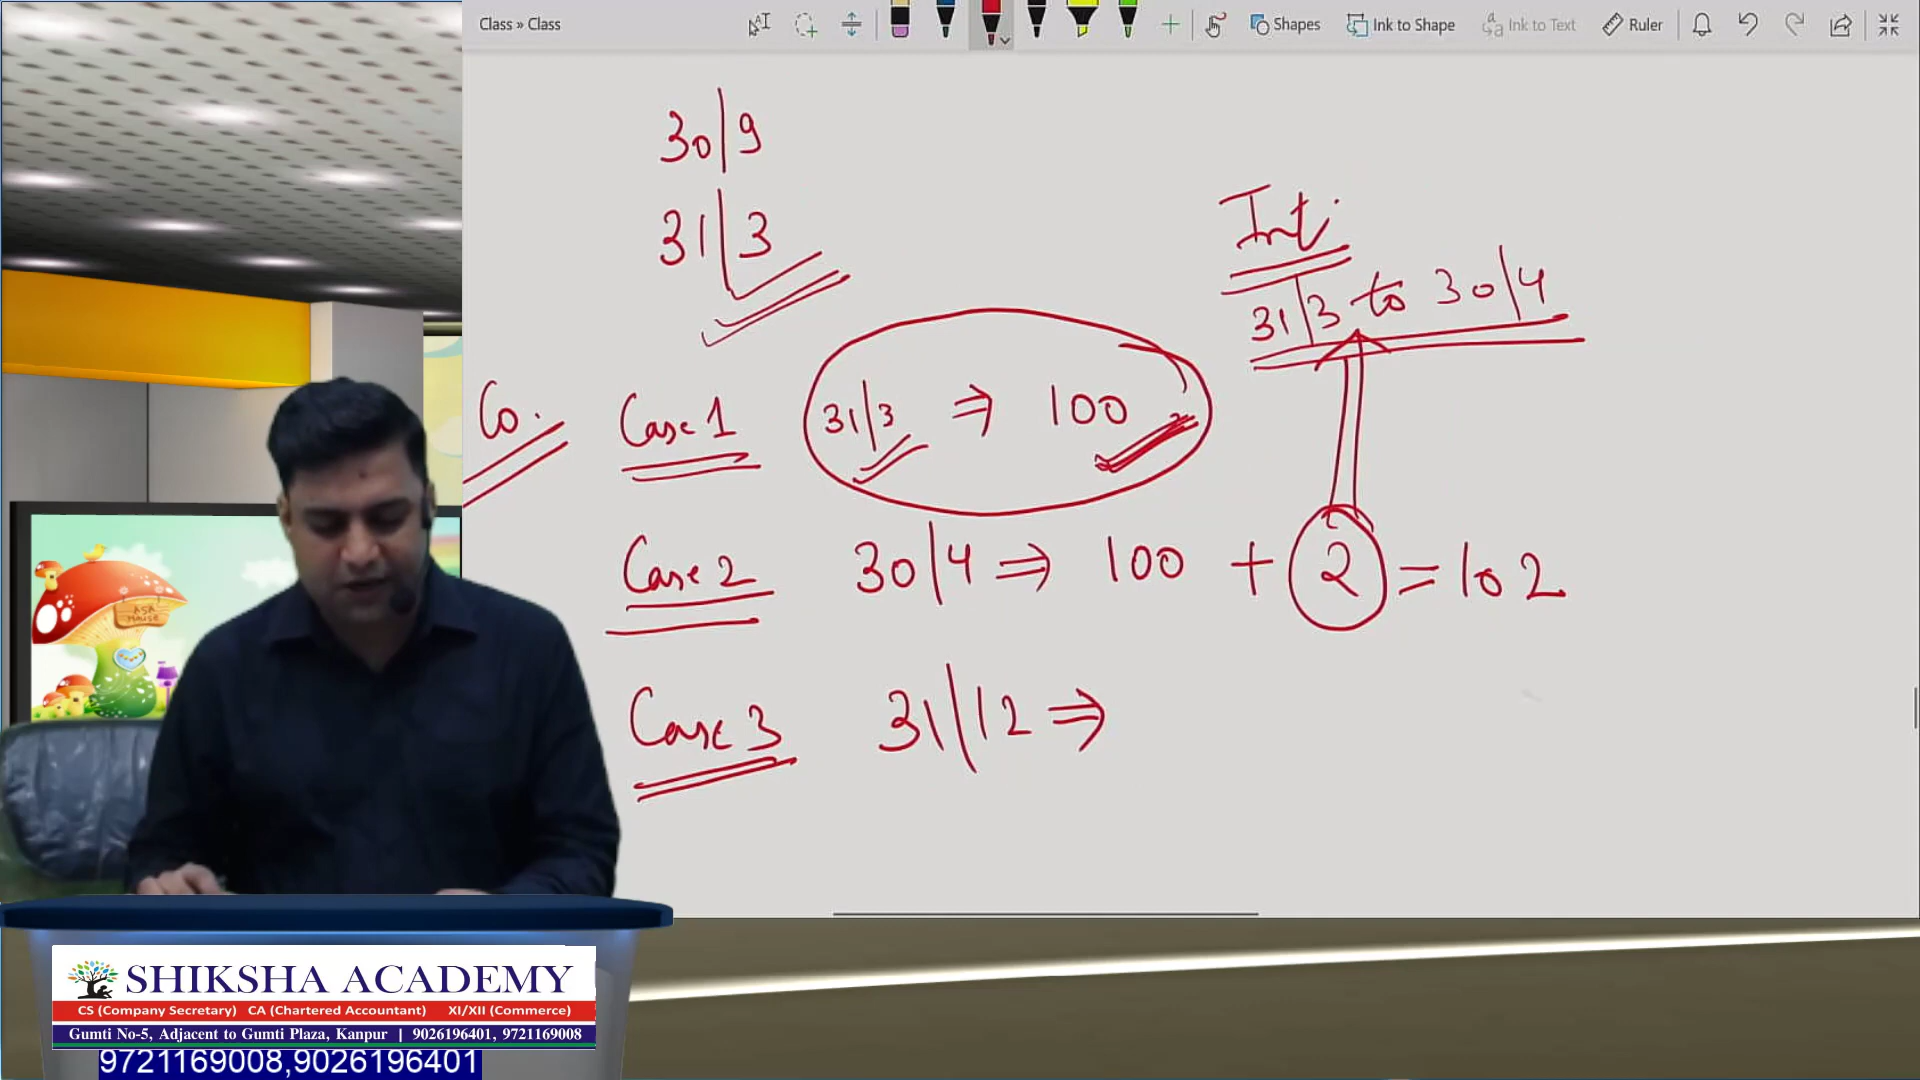 Class » Class
Shapes
Ink to Shape
Ink to Text
Ruler
30|9
31|3
Int.
31|3 to 30|4
Co.
Case 1 31|3 ⇒ 100
Case 2 30|4 ⇒ 100 + 2 = 102
Case 3 31|12 ⇒
ASA
HOUSE
SHIKSHA ACADEMY
CS (Company Secretary) CA (Chartered Accountant) XI/XII (Commerce)
Gumti No-5, Adjacent to Gumti Plaza, Kanpur | 9026196401, 9721169008
9721169008,9026196401